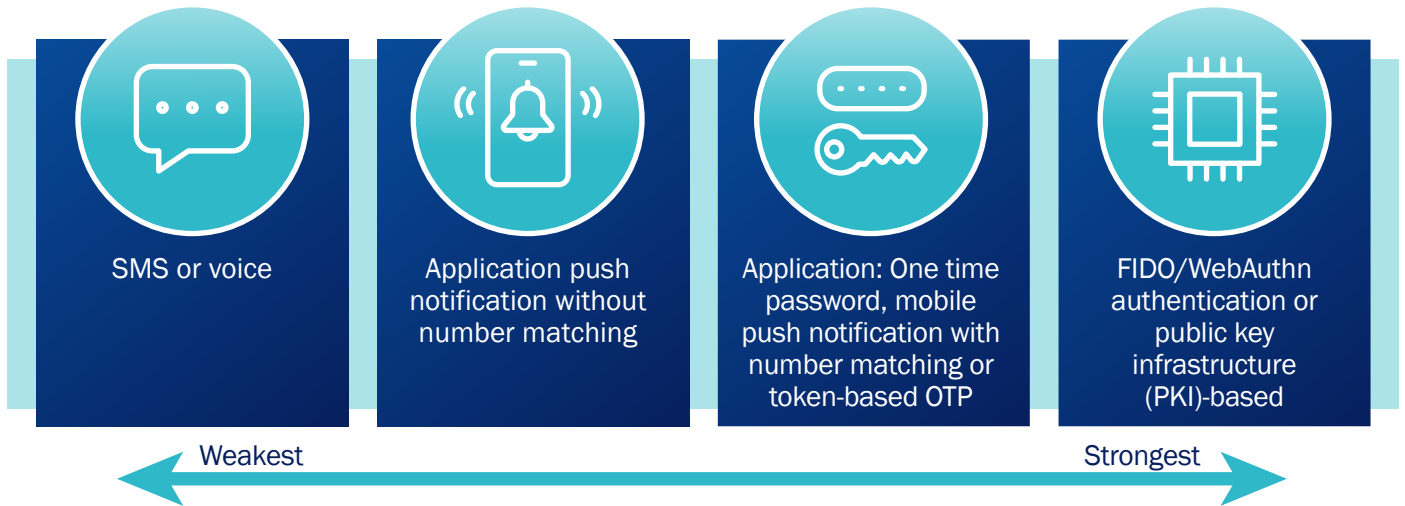 SMS or voice
Application push
notification without
number matching
Application: One time
password, mobile
push notification with
number matching or
token-based OTP
FIDO/WebAuthn
authentication or
public key
infrastructure
(PKI)-based
Weakest
Strongest